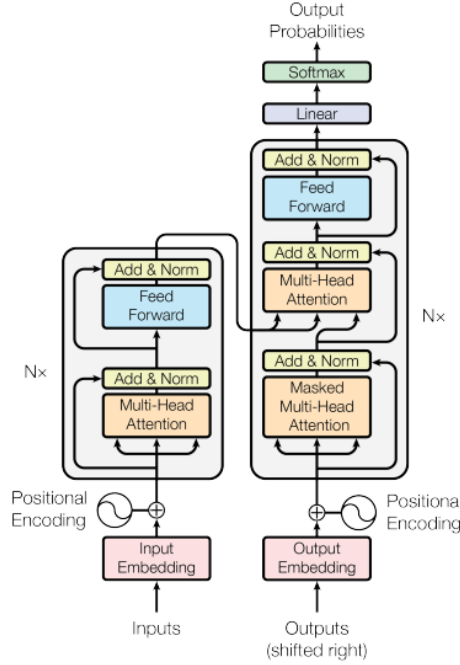 Output
Probabilities
Softmax
Linear
Add & Norm
Feed
Forward
Add & Norm
Multi-Head
Attention
Add & Norm
Masked
Multi-Head
Attention
Nx
Add & Norm
Feed
Forward
Add & Norm
Multi-Head
Attention
Nx
Positional
Encoding
Positional
Encoding
Input
Embedding
Output
Embedding
Inputs
Outputs
(shifted right)